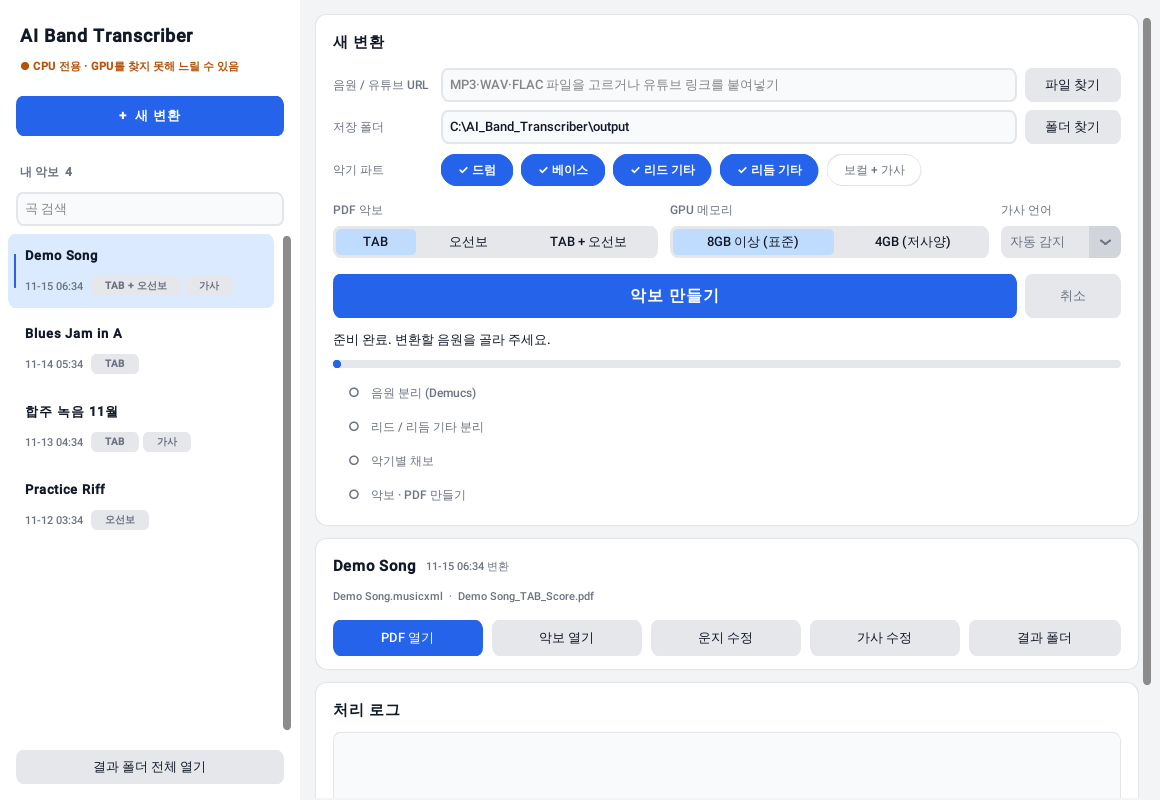 AI Band Transcriber
CPU 전용 · GPU를 찾지 못해 느릴 수 있음
+ 새 변환
내 악보 4
곡 검색
Demo Song
11-15 06:34 TAB + 오선보 가사
Blues Jam in A
11-14 05:34 TAB
합주 녹음 11월
11-13 04:34 TAB 가사
Practice Riff
11-12 03:34 오선보
결과 폴더 전체 열기
새 변환
음원 / 유튜브 URL MP3·WAV·FLAC 파일을 고르거나 유튜브 링크를 붙여넣기 파일 찾기
저장 폴더 C:\AI_Band_Transcriber\output 폴더 찾기
악기 파트 ✓ 드럼 ✓ 베이스 ✓ 리드 기타 ✓ 리듬 기타 보컬 + 가사
PDF 악보 GPU 메모리 가사 언어
TAB 오선보 TAB + 오선보 8GB 이상 (표준) 4GB (저사양) 자동 감지
악보 만들기 취소
준비 완료. 변환할 음원을 골라 주세요.
음원 분리 (Demucs)
리드 / 리듬 기타 분리
악기별 채보
악보 · PDF 만들기
Demo Song 11-15 06:34 변환
Demo Song.musicxml · Demo Song_TAB_Score.pdf
PDF 열기 악보 열기 운지 수정 가사 수정 결과 폴더
처리 로그